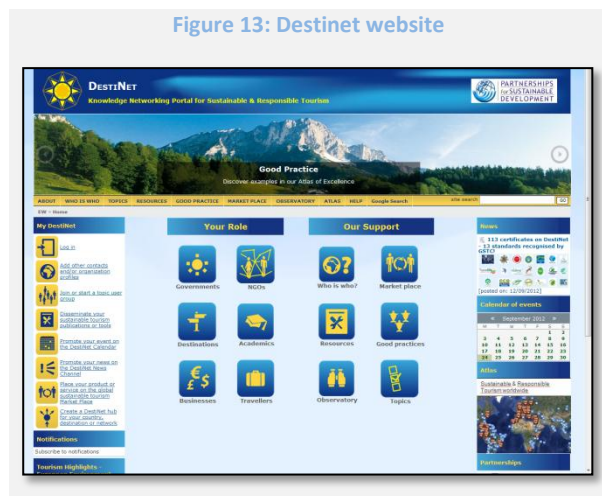 Figure 13: Destinet website
DESTINET
Knowledge Networking Portal for Sustainable & Responsible Tourism
PARTNERSHIPS
for SUSTAINABLE
DEVELOPMENT
Good Practice
Discover examples in our Atlas of Excellence
ABOUT WHO IS WHO TOPICS RESOURCES GOOD PRACTICE MARKET PLACE OBSERVATORY ATLAS HELP Google Search site search GO
EW » Home
My DestiNet
Log in
Add other contacts
and/or organization
profiles
Join or start a topic user
group
Disseminate your
sustainable tourism
publications or tools
Promote your event on
the DestiNet Calendar
Promote your news on
the DestiNet News
Channel
Place your product or
service on the global
sustainable tourism
Market Place
Create a DestiNet hub
for your country,
destination or network
Notifications
Subscribe to notifications
Tourism Highlights -
Your Role
Governments NGOs
Destinations Academics
Businesses Travellers
Our Support
Who is who? Market place
Resources Good practices
Observatory Topics
News
113 certificates on DestiNet
- 13 standards recognised by
GSTC!
[posted on: 12/09/2012]
Calendar of events
« September 2012 »
M T W T F S S
1 2
3 4 5 6 7 8 9
10 11 12 13 14 15 16
17 18 19 20 21 22 23
24 25 26 27 28 29 30
Atlas
Sustainable & Responsible
Tourism worldwide
Partnerships